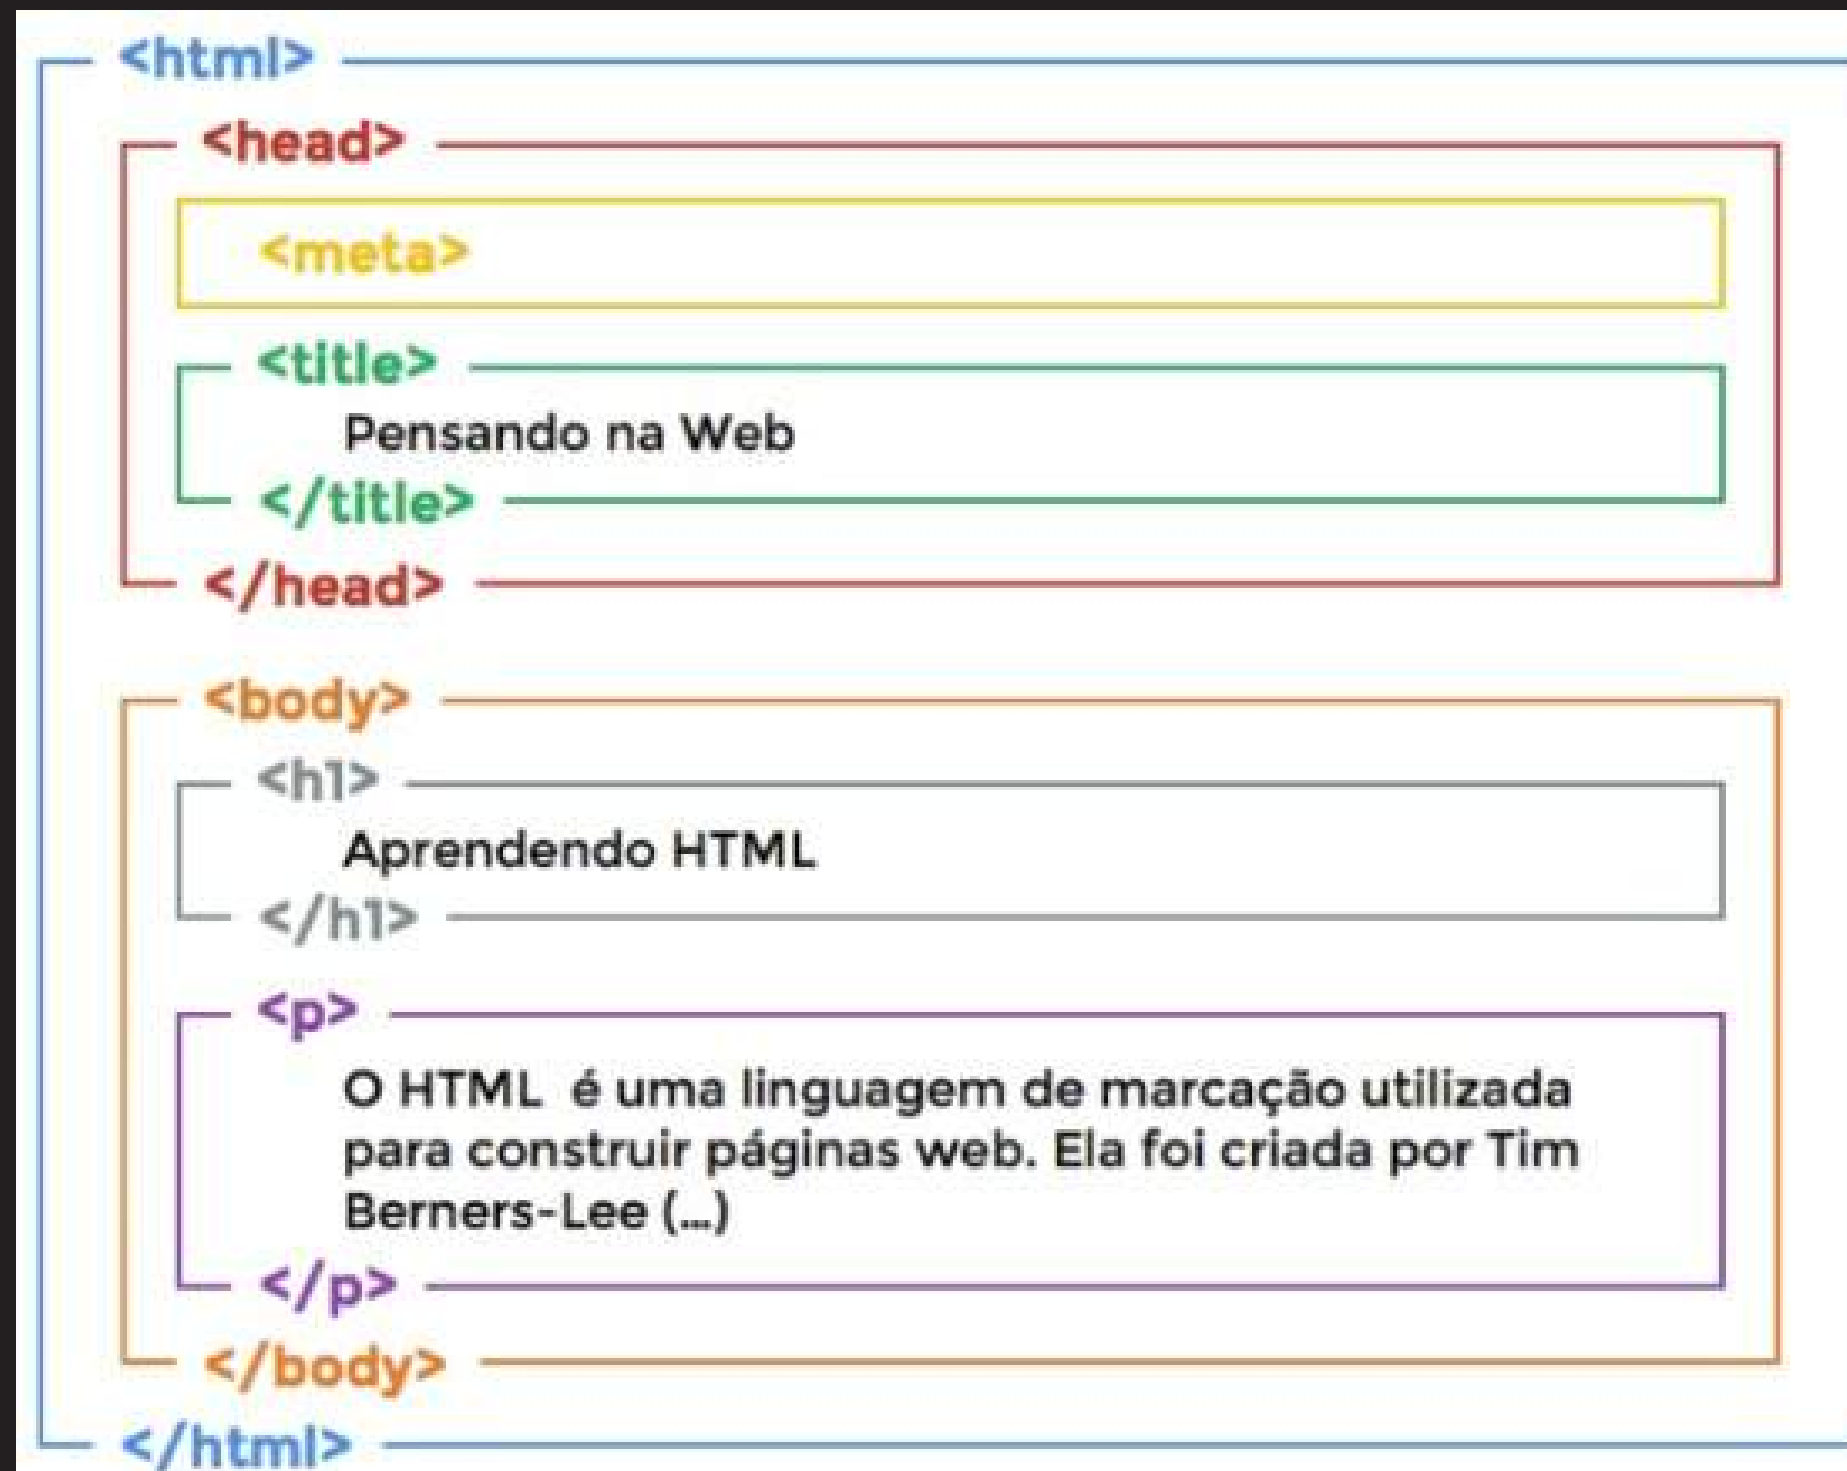 <html>
<head>
<meta>
<title>
Pensando na Web
</title>
</head>
<body>
<h1>
Aprendendo HTML
</h1>
<p>
O HTML é uma linguagem de marcação utilizada
para construir páginas web. Ela foi criada por Tim
Berners-Lee (...)
</p>
</body>
</html>